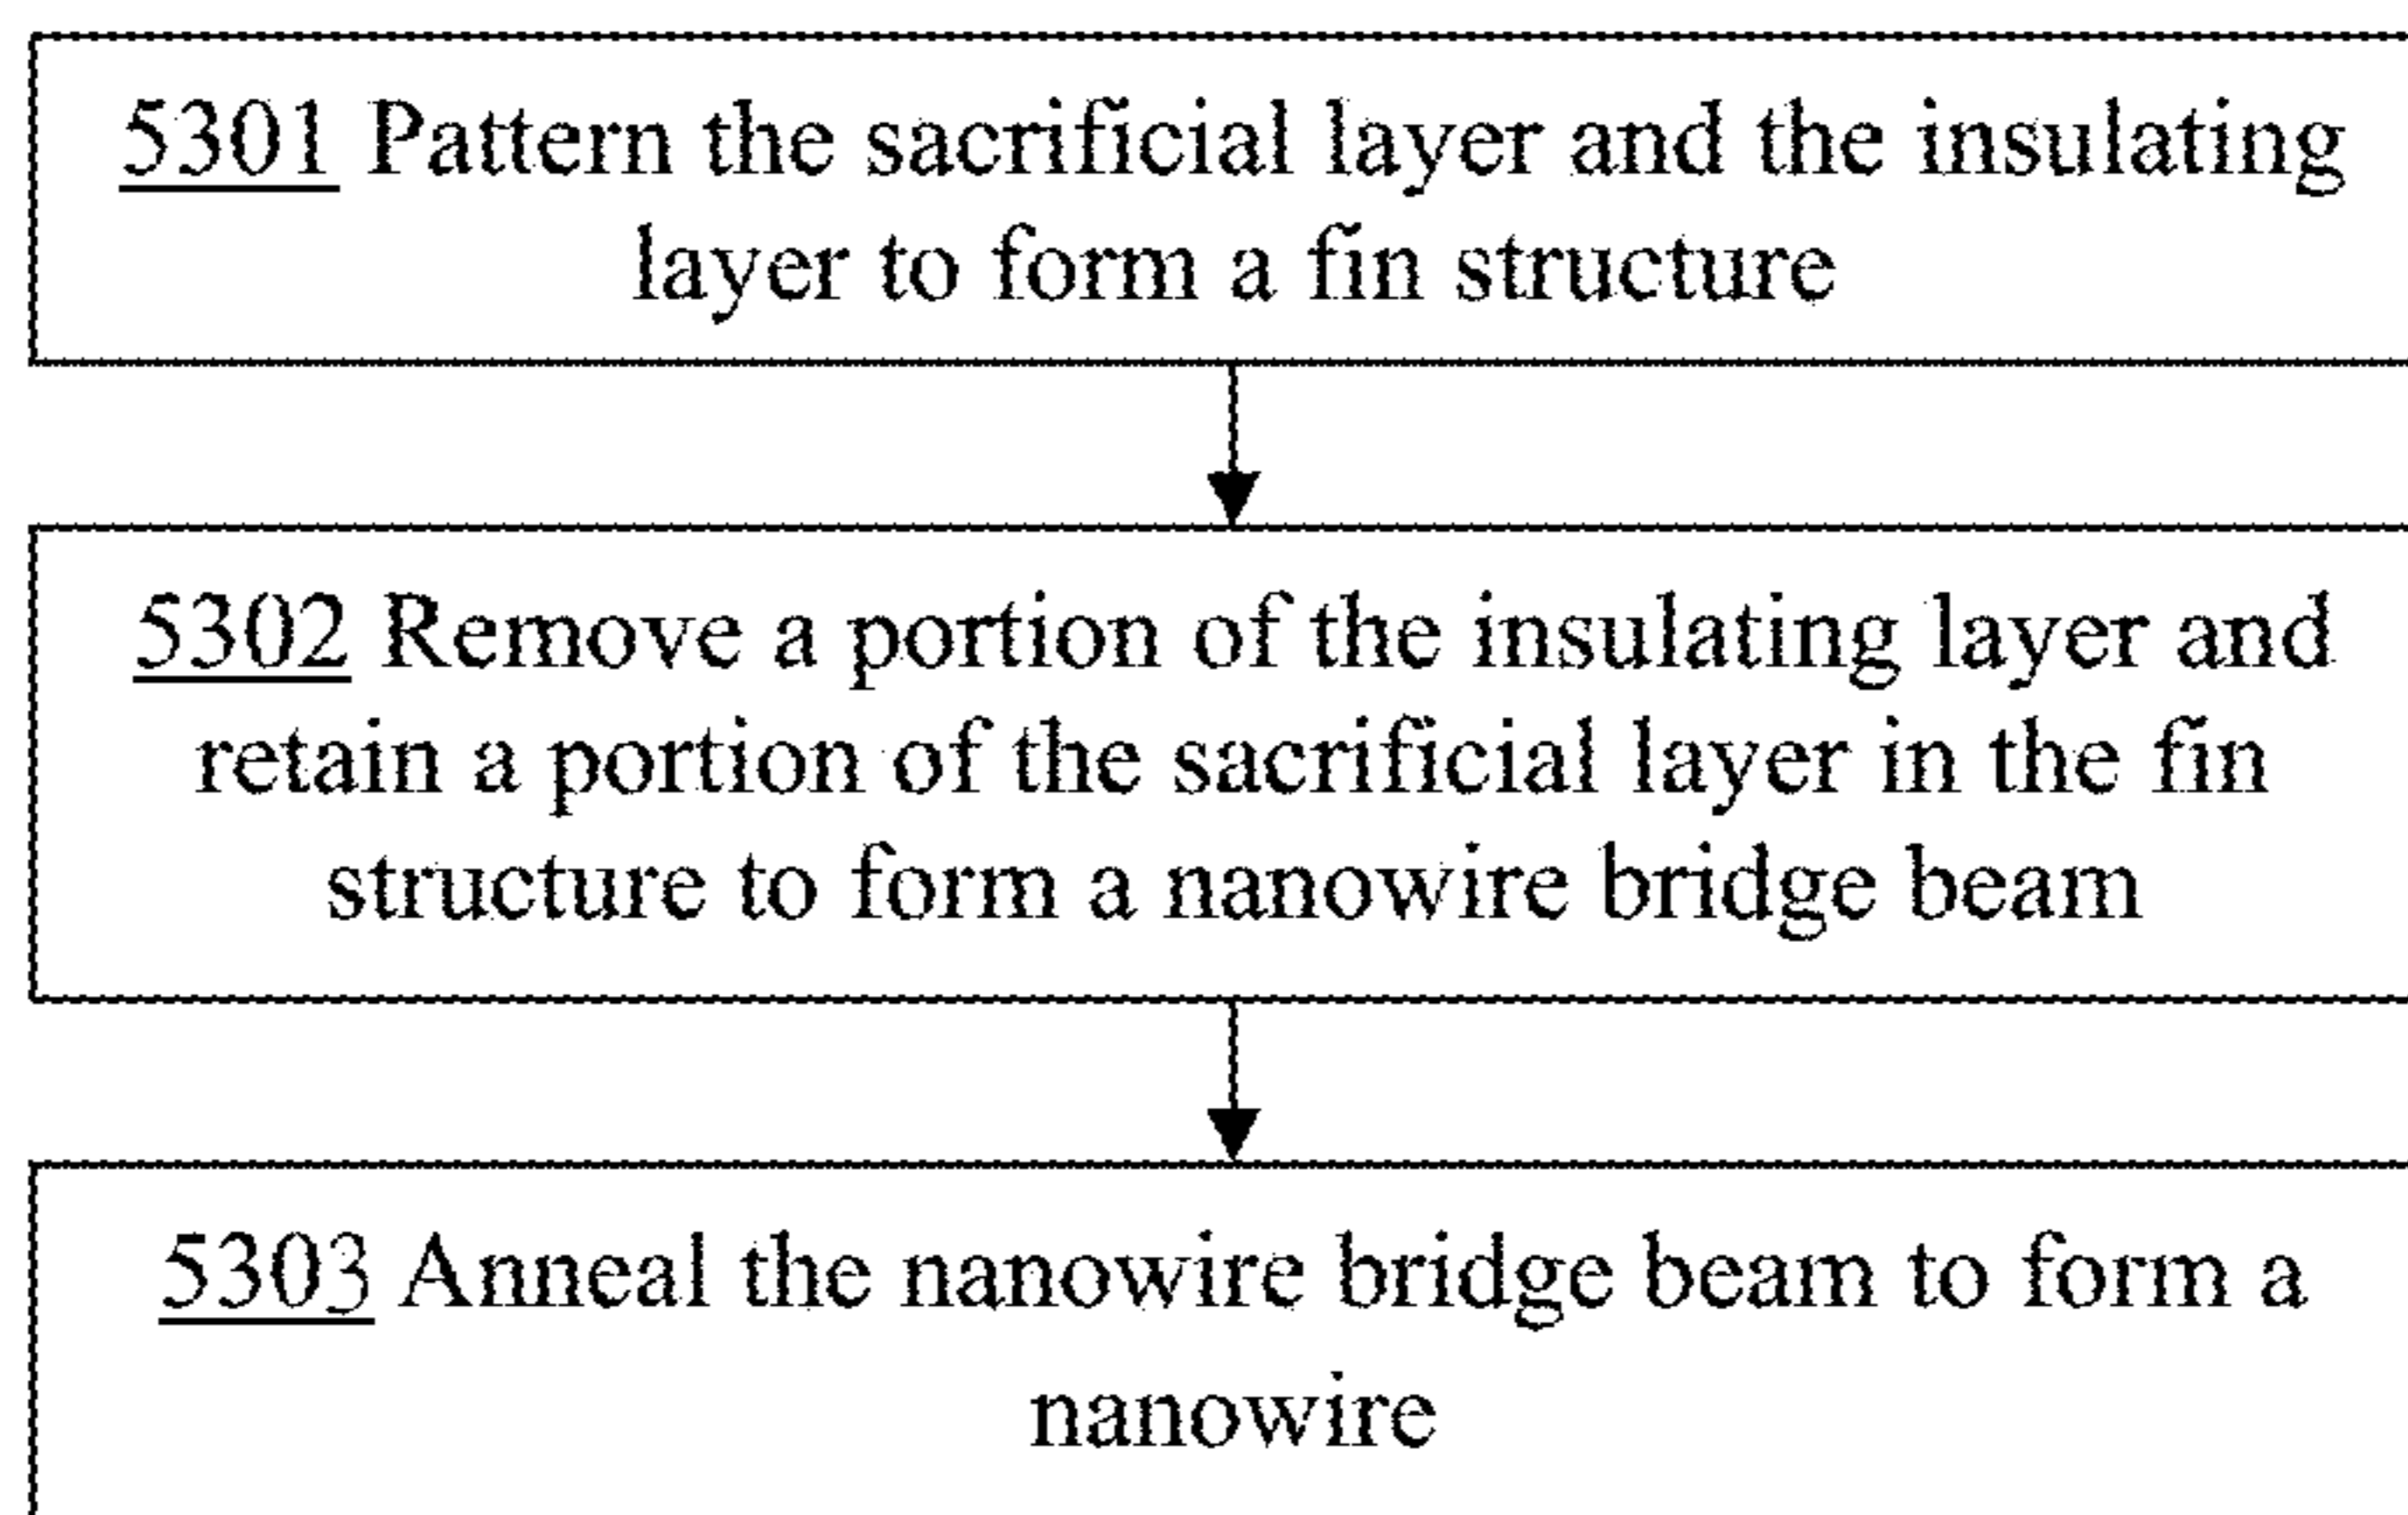 5301 Pattern the sacrificial layer and the insulating
layer to form a fin structure
5302 Remove a portion of the insulating layer and
retain a portion of the sacrificial layer in the fin
structure to form a nanowire bridge beam
5303 Anneal the nanowire bridge beam to form a
nanowire